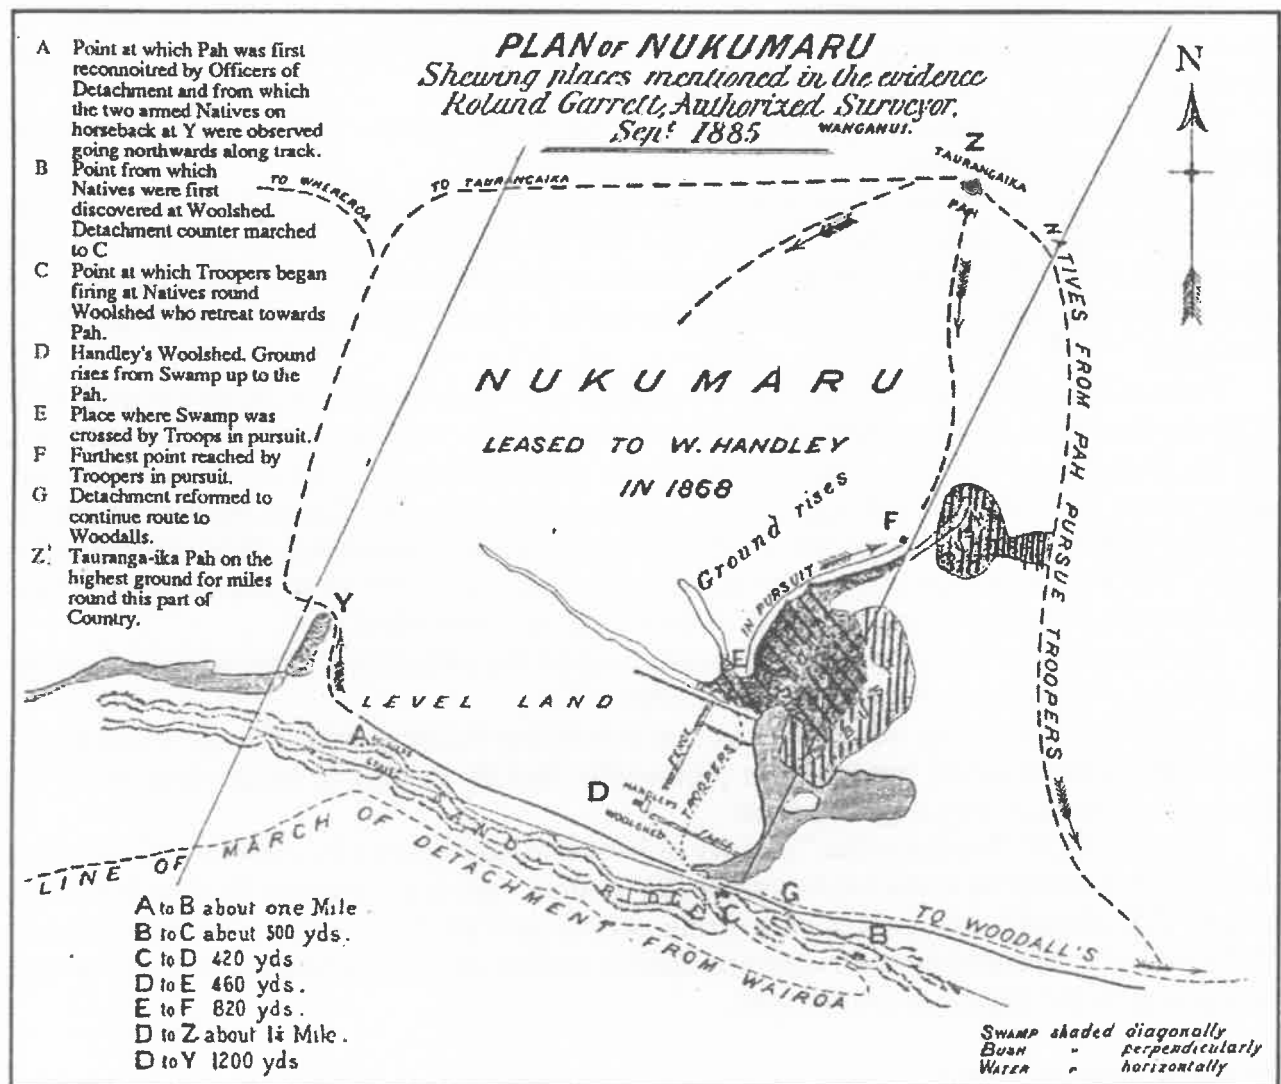 PLAN OF NUKUMARU
Shewing places mentioned in the evidence
Roland Garrett, Authorized Surveyor.
Sept 1885 WANGANUI.
A Point at which Pah was first
reconnoitred by Officers of
Detachment and from which
the two armed Natives on
horseback at Y were observed
going northwards along track.
B Point from which
Natives were first
discovered at Woolshed.
Detachment counter marched
to C
C Point at which Troopers began
firing at Natives round
Woolshed who retreat towards
Pah.
D Handley's Woolshed. Ground
rises from Swamp up to the
Pah.
E Place where Swamp was
crossed by Troops in pursuit.
F Furthest point reached by
Troopers in pursuit.
G Detachment reformed to
continue route to
Woodalls.
Z Tauranga-ika Pah on the
highest ground for miles
round this part of
Country.
N
TO WHEREROA
TO TAURANGAIKA
Z
TAURANGAIKA
PAH
NATIVES FROM PAH PURSUE TROOPERS
NUKUMARU
LEASED TO W. HANDLEY
IN 1868
Ground rises
F
IN PURSUIT
E
Y
LEVEL LAND
A
FENCE
TROOPERS
D
HANDLEY'S
WOOLSHED
SAND RIDGE
C
G
B
TO WOODALL'S
LINE OF MARCH OF DETACHMENT FROM WAIROA
A to B about one Mile
B to C about 500 yds.
C to D 420 yds
D to E 460 yds.
E to F 820 yds.
D to Z about 1¼ Mile.
D to Y 1200 yds
SWAMP shaded diagonally
BUSH " perpendicularly
WATER " horizontally